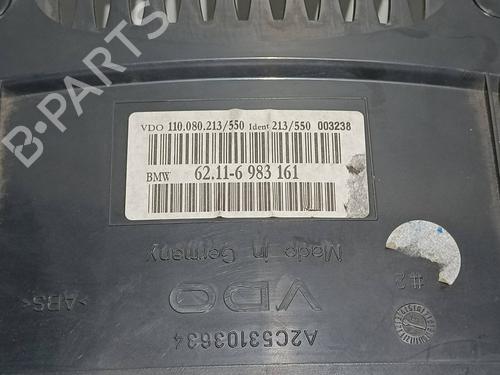 B-PARTS
VDO 110.080.213/550 Ident 213/550 003238
BMW 62.11-6 983 161
Made in Germany
#2
>ABS<
VDO
A2C53103634